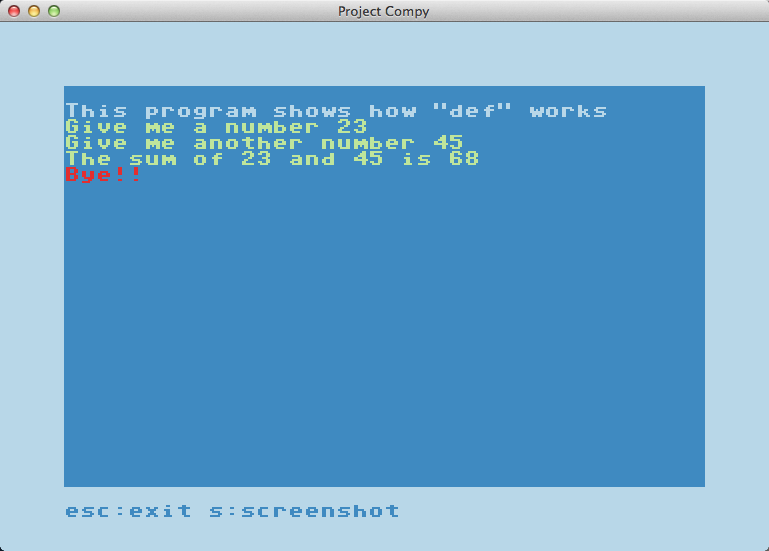 Project Compy
This program shows how "def" works
Give me a number 23
Give me another number 45
The sum of 23 and 45 is 68
Bye!!
esc:exit s:screenshot